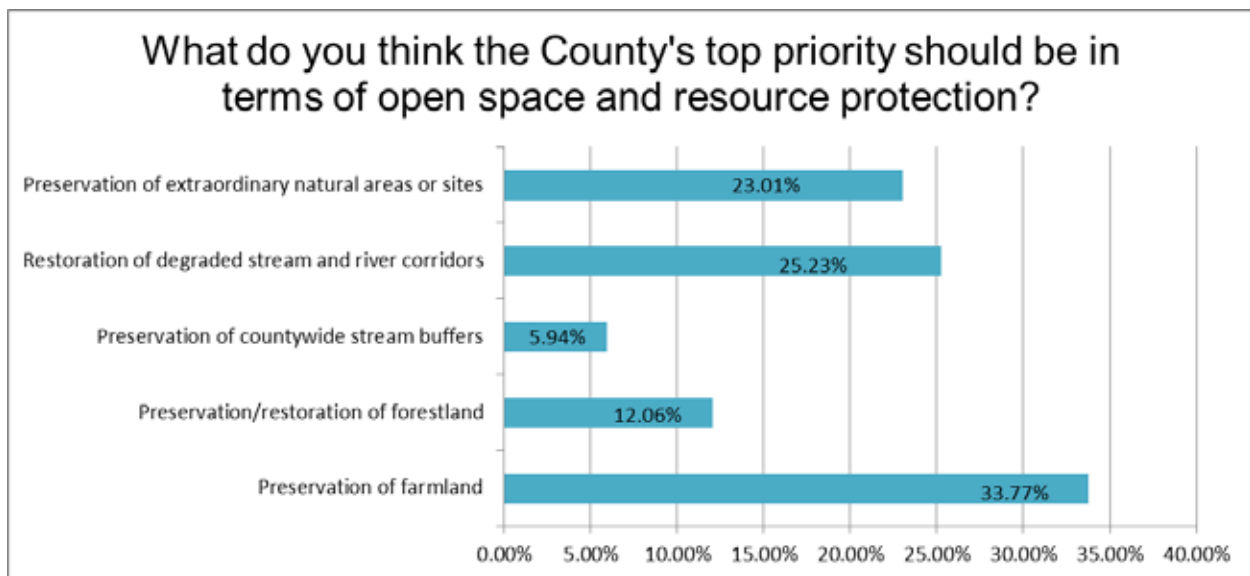 What do you think the County's top priority should be in
terms of open space and resource protection?
Preservation of extraordinary natural areas or sites
23.01%
Restoration of degraded stream and river corridors
25.23%
Preservation of countywide stream buffers
5.94%
Preservation/restoration of forestland
12.06%
Preservation of farmland
33.77%
0.00% 5.00% 10.00% 15.00% 20.00% 25.00% 30.00% 35.00% 40.00%